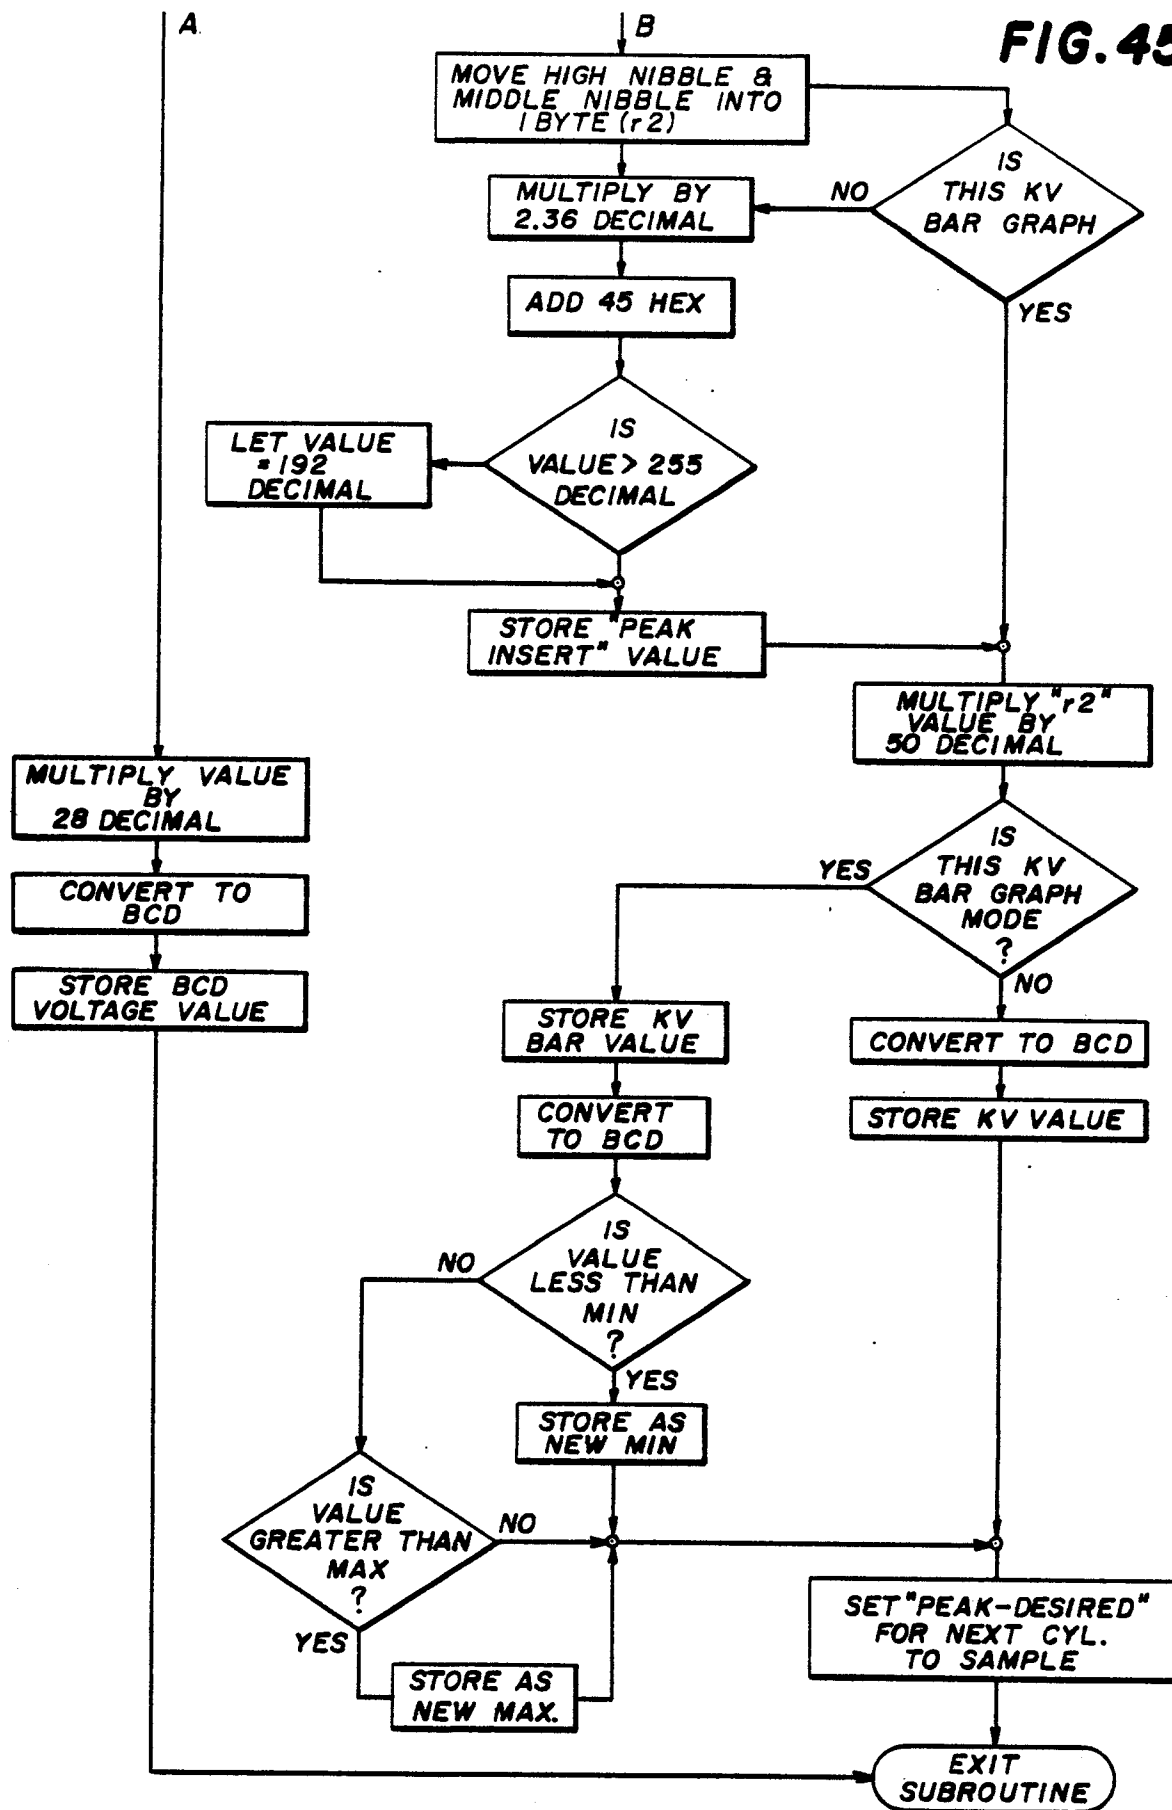 A
B
FIG. 45
MOVE HIGH NIBBLE &
MIDDLE NIBBLE INTO
1 BYTE (r2)
IS
THIS KV
BAR GRAPH
NO
YES
MULTIPLY BY
2.36 DECIMAL
ADD 45 HEX
IS
VALUE > 255
DECIMAL
LET VALUE
= 192
DECIMAL
STORE "PEAK
INSERT" VALUE
MULTIPLY "r2"
VALUE BY
50 DECIMAL
MULTIPLY VALUE
BY
28 DECIMAL
CONVERT TO
BCD
STORE BCD
VOLTAGE VALUE
IS
THIS KV
BAR GRAPH
MODE
?
YES
NO
STORE KV
BAR VALUE
CONVERT TO BCD
CONVERT
TO BCD
STORE KV VALUE
IS
VALUE
LESS THAN
MIN
?
NO
YES
STORE AS
NEW MIN
IS
VALUE
GREATER THAN
MAX
?
NO
YES
STORE AS
NEW MAX.
SET "PEAK-DESIRED"
FOR NEXT CYL.
TO SAMPLE
EXIT
SUBROUTINE